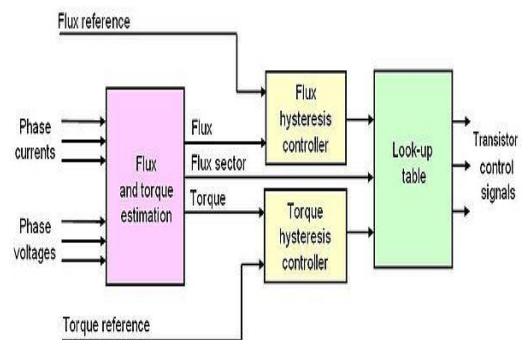 Flux reference
Phase
currents
Phase
voltages
Flux
and torque
estimation
Flux
Flux sector
Torque
Flux
hysteresis
controller
Torque
hysteresis
controller
Look-up
table
Transistor
control
signals
Torque reference